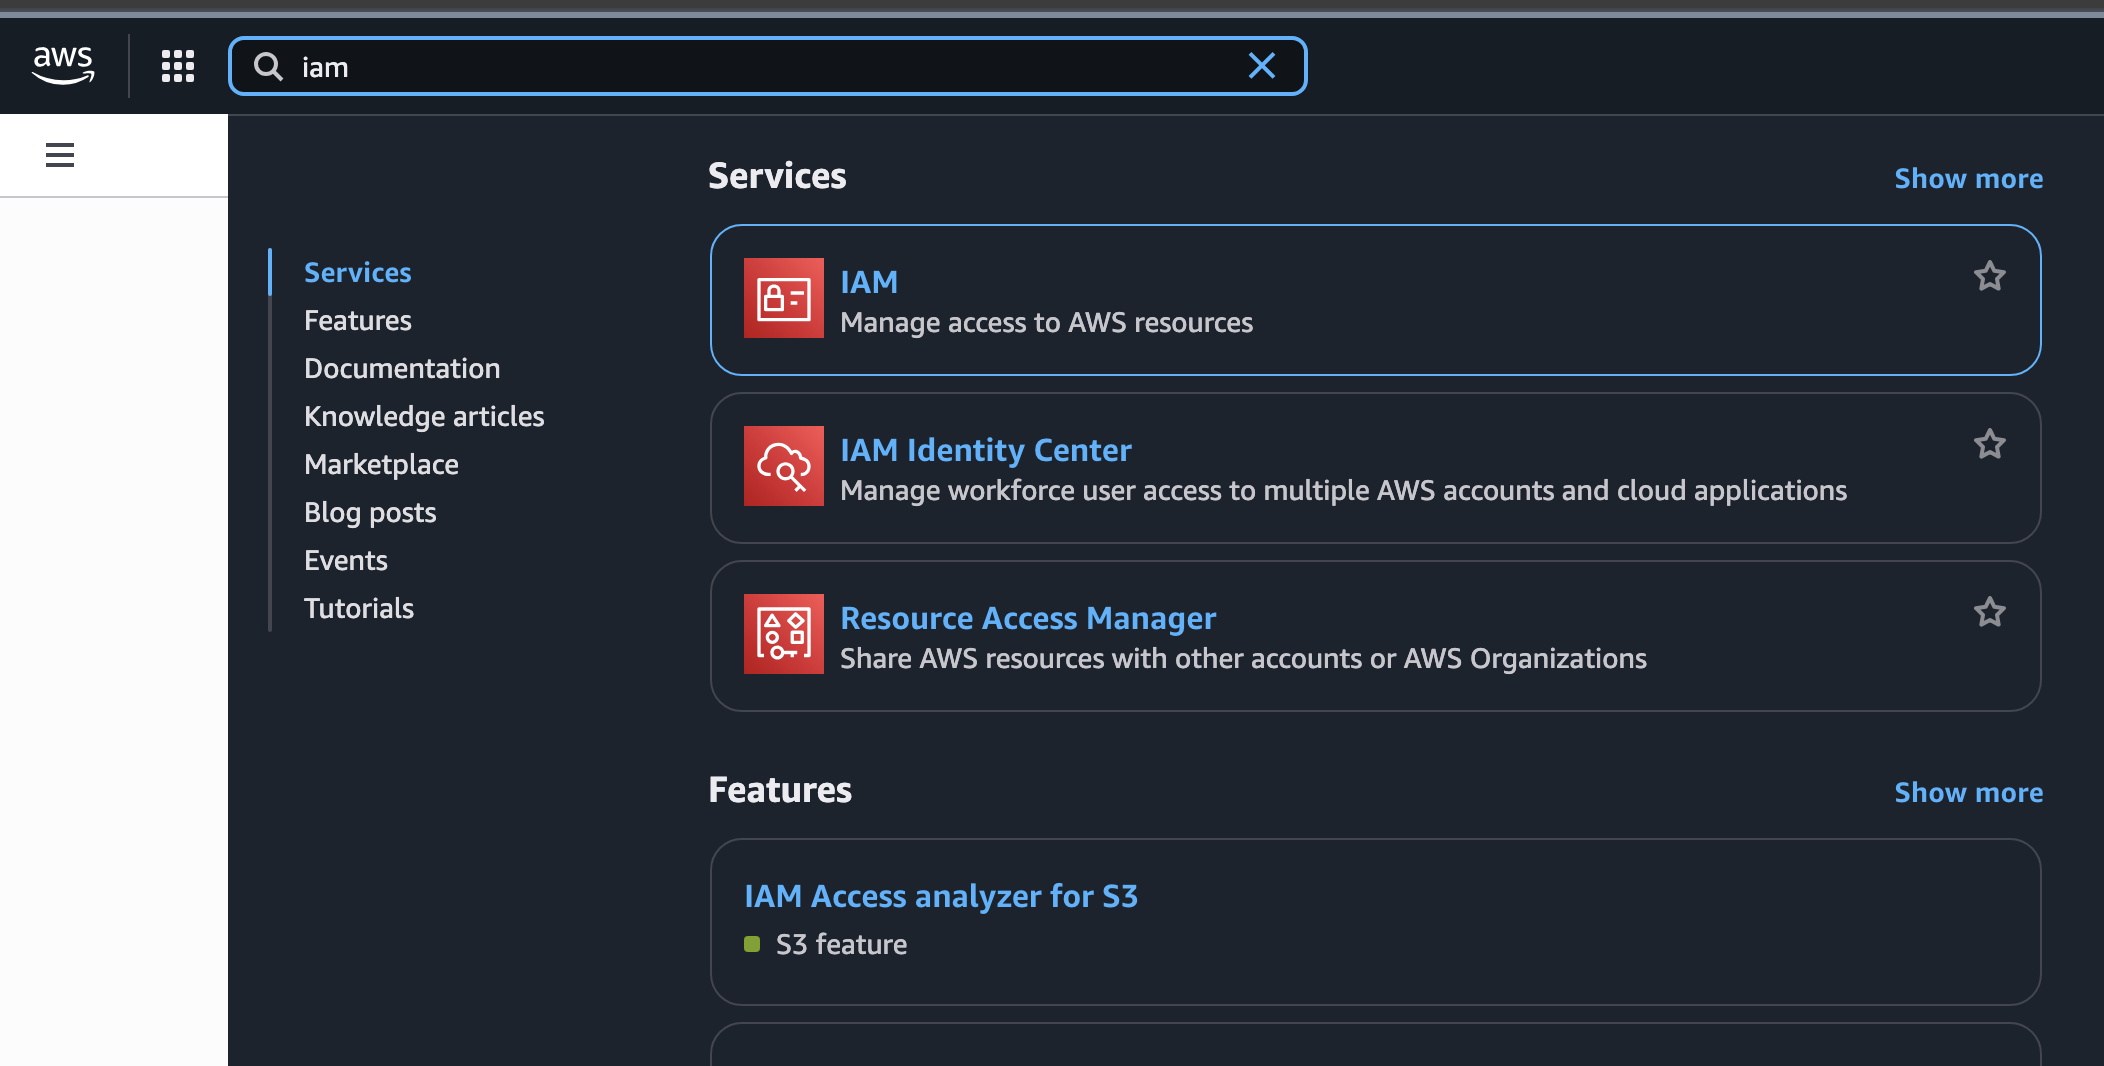 aws
iam
Services
Show more
Services
Features
Documentation
Knowledge articles
Marketplace
Blog posts
Events
Tutorials
IAM
Manage access to AWS resources
IAM Identity Center
Manage workforce user access to multiple AWS accounts and cloud applications
Resource Access Manager
Share AWS resources with other accounts or AWS Organizations
Features
Show more
IAM Access analyzer for S3
S3 feature